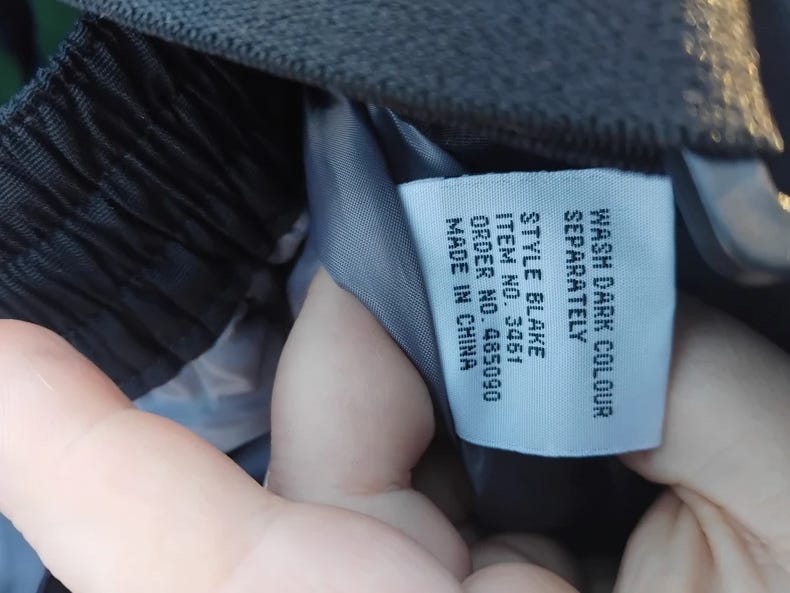 WASH DARK COLOUR
SEPARATELY
STYLE BLAKE
ITEM NO. 3461
ORDER NO. 485090
MADE IN CHINA